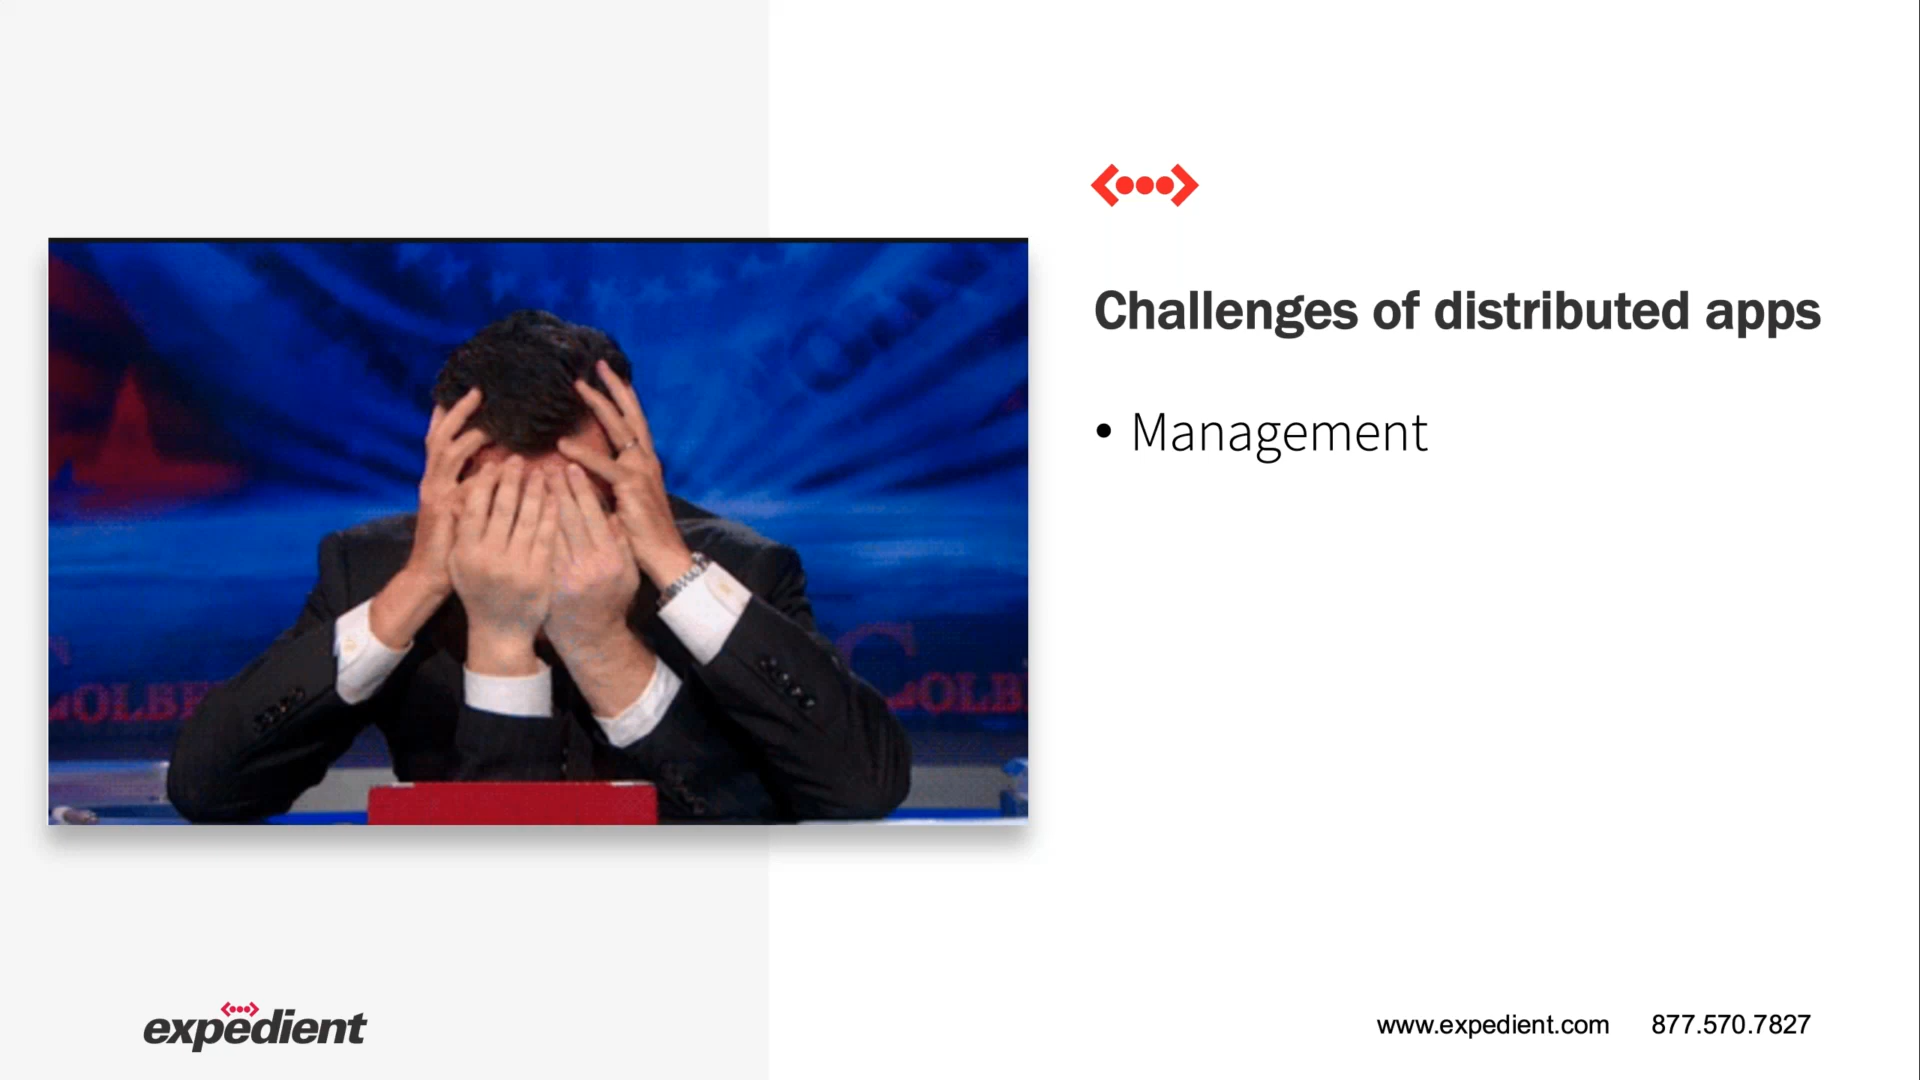 Challenges of distributed apps
• Management
expedient
www.expedient.com 877.570.7827